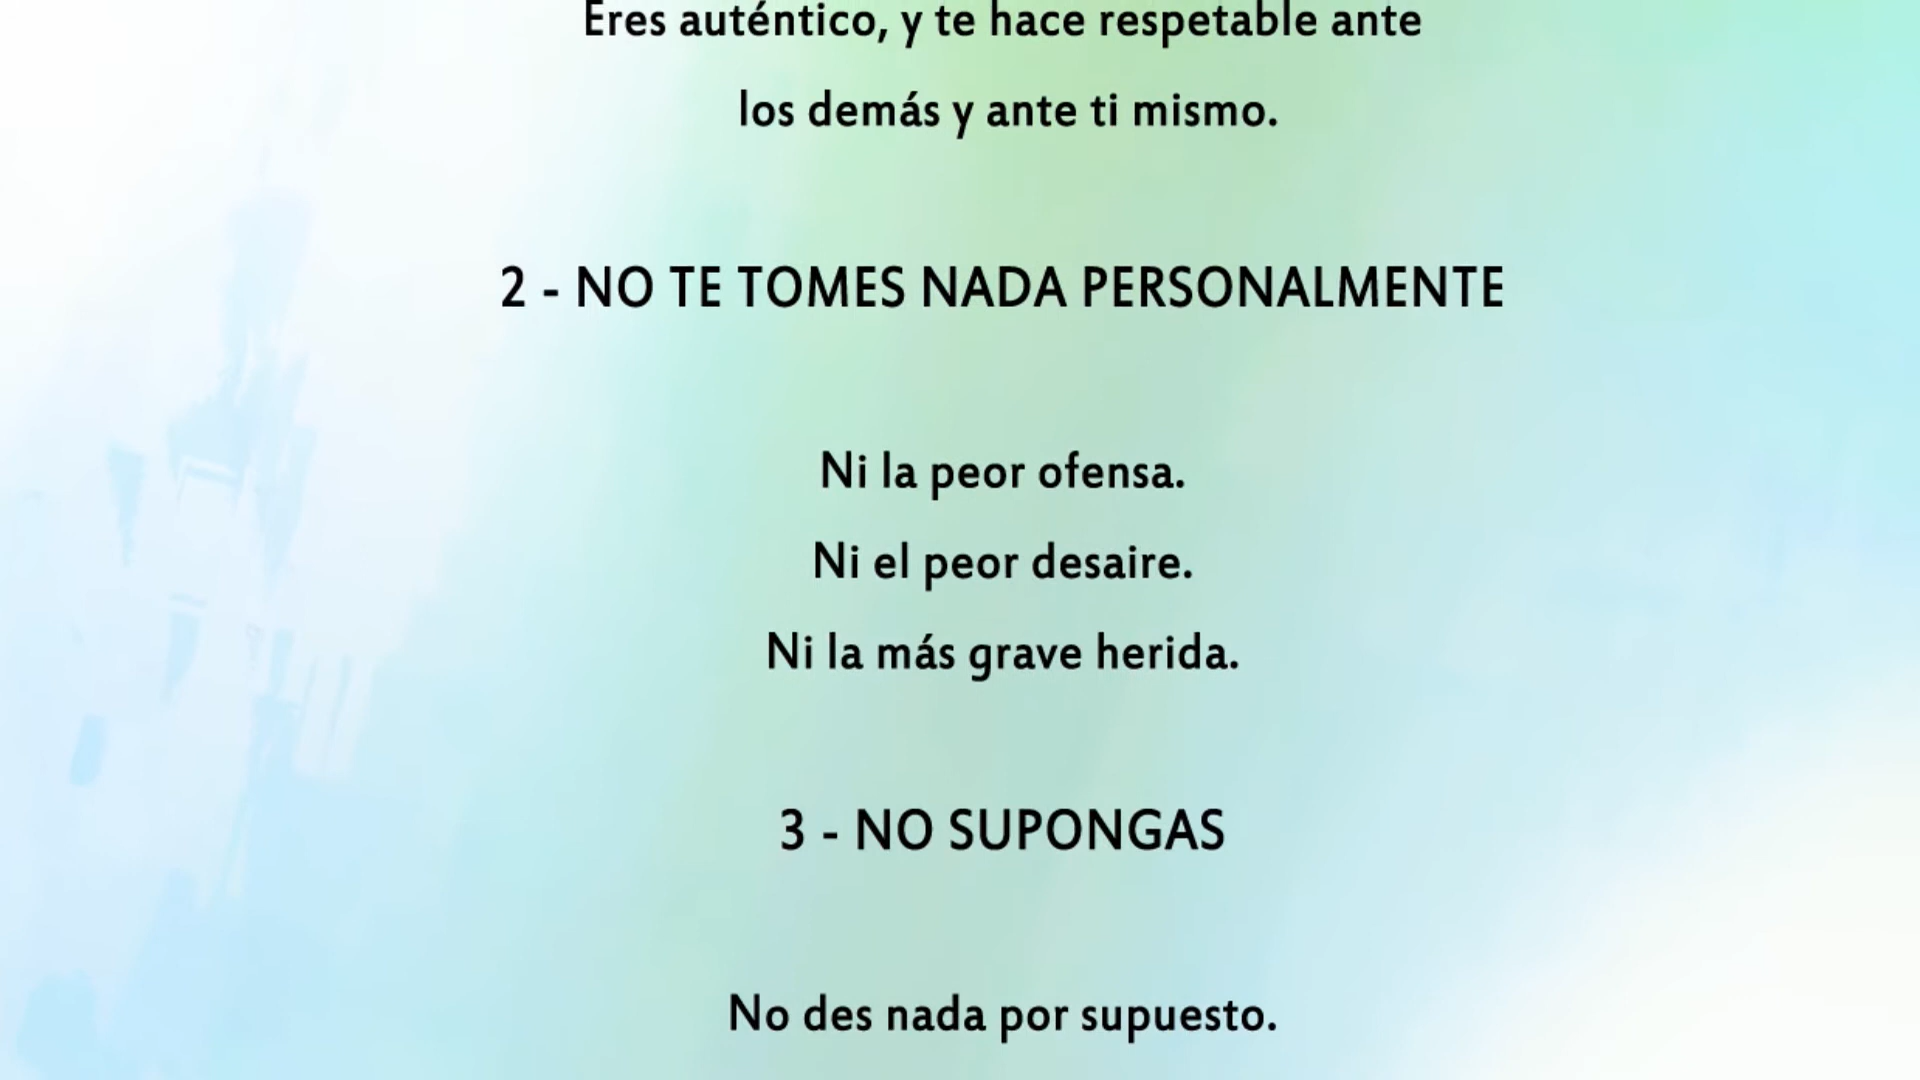 Eres auténtico, y te hace respetable ante
los demás y ante ti mismo.
2 - NO TE TOMES NADA PERSONALMENTE
Ni la peor ofensa.
Ni el peor desaire.
Ni la más grave herida.
3 - NO SUPONGAS
No des nada por supuesto.